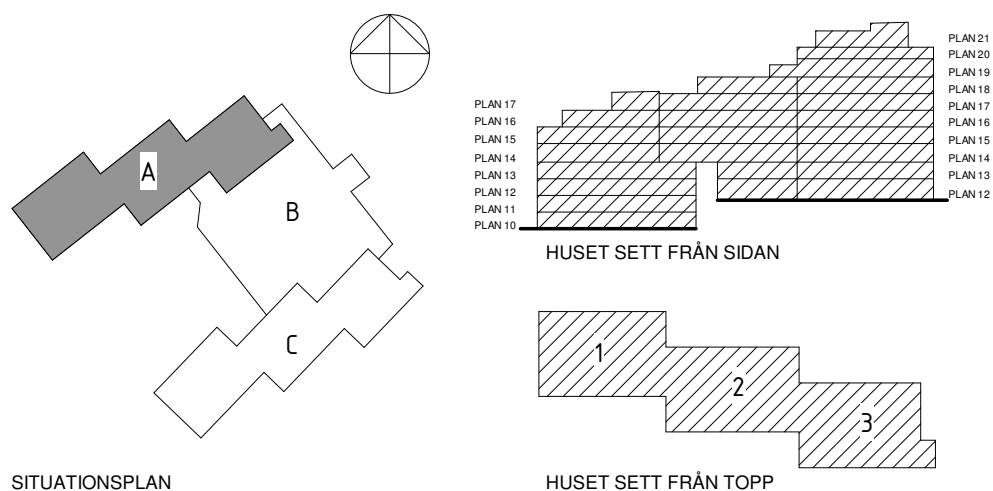 A
B
C
SITUATIONSPLAN
PLAN 17
PLAN 16
PLAN 15
PLAN 14
PLAN 13
PLAN 12
PLAN 11
PLAN 10
PLAN 21
PLAN 20
PLAN 19
PLAN 18
PLAN 17
PLAN 16
PLAN 15
PLAN 14
PLAN 13
PLAN 12
HUSET SETT FRÅN SIDAN
1
2
3
HUSET SETT FRÅN TOPP